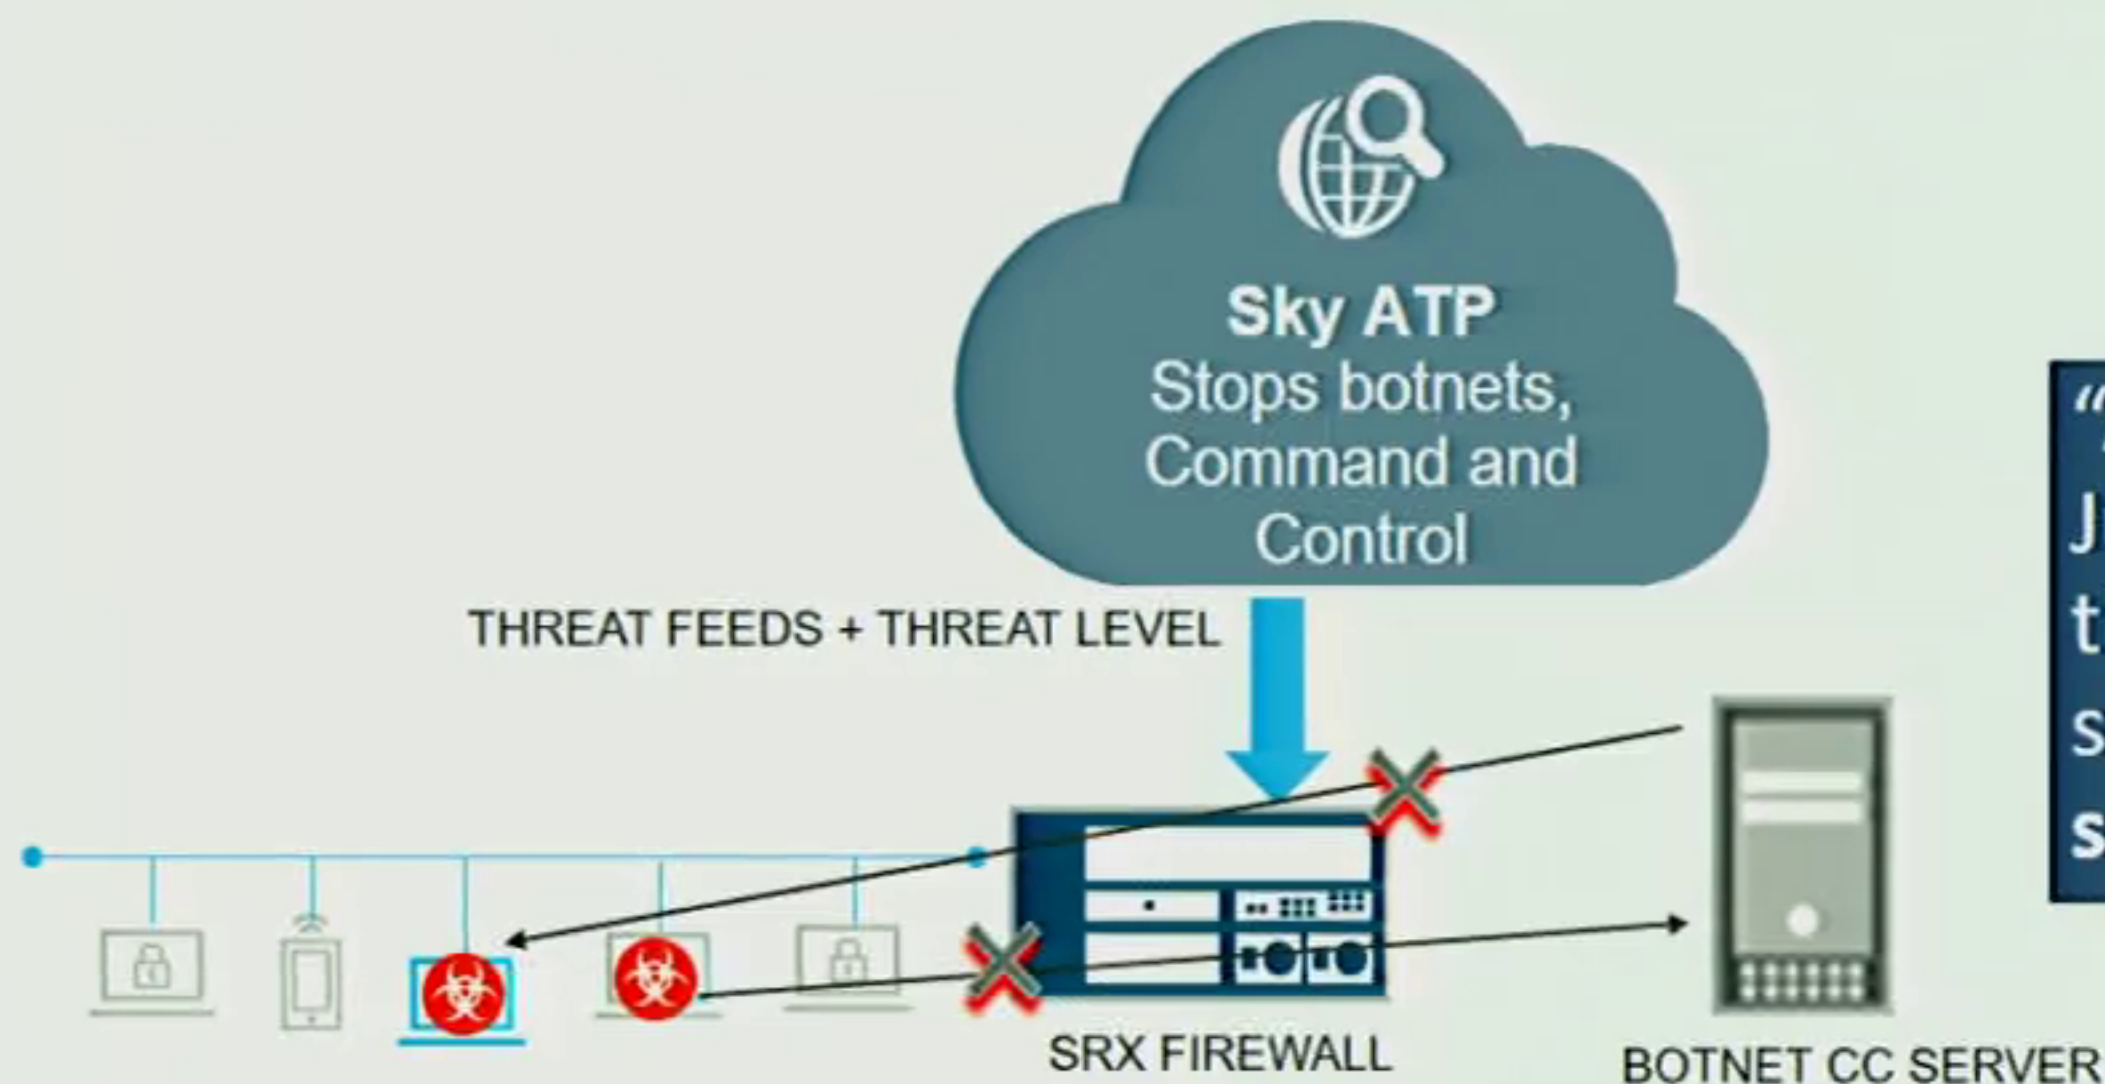 Sky ATP
Stops botnets,
Command and
Control
THREAT FEEDS + THREAT LEVEL
SRX FIREWALL
BOTNET CC SERVER